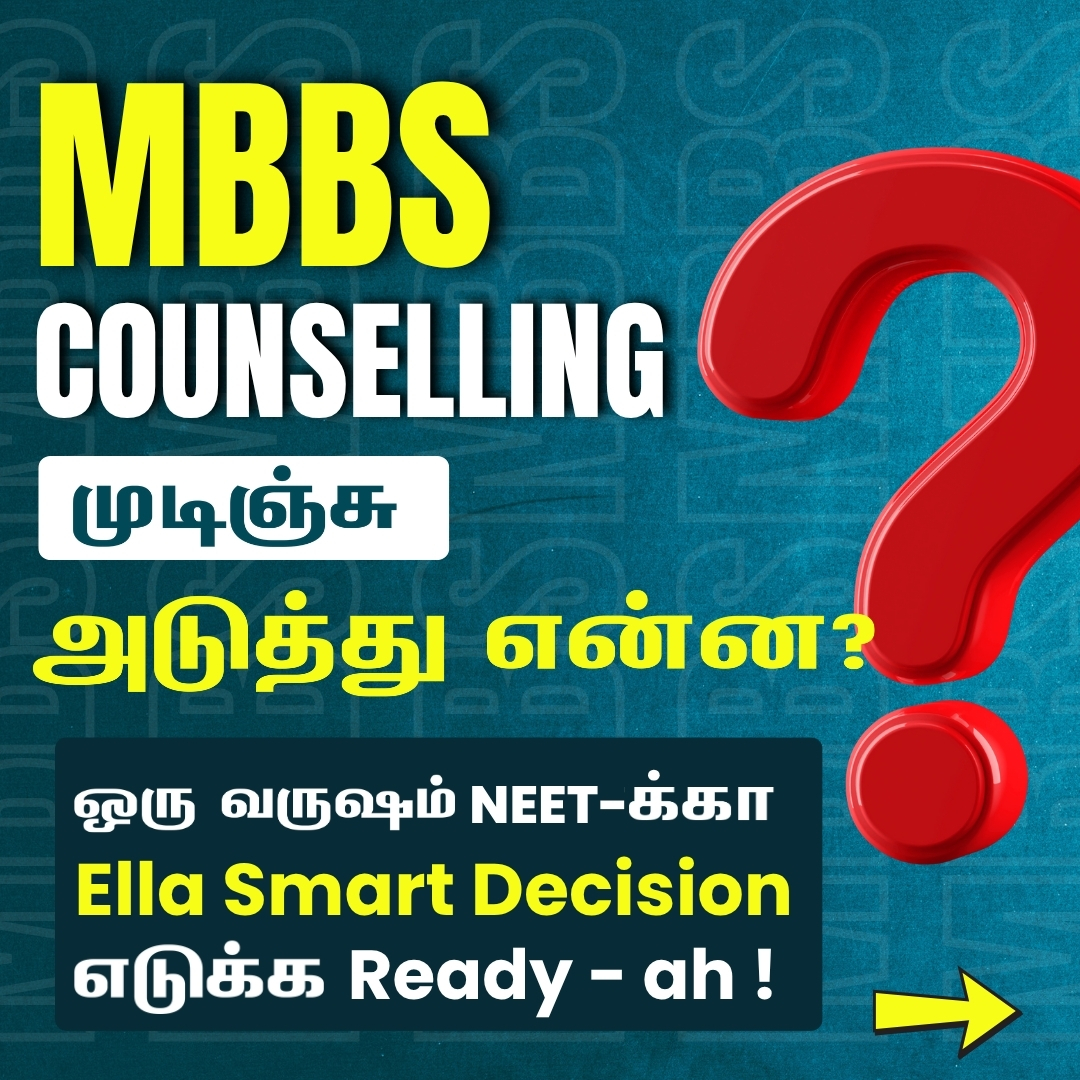 MBBS
COUNSELLING
முடிஞ்சு
அடுத்து என்ன?
ஒரு வருஷம் NEET-க்கா
Ella Smart Decision
எடுக்க Ready - ah !